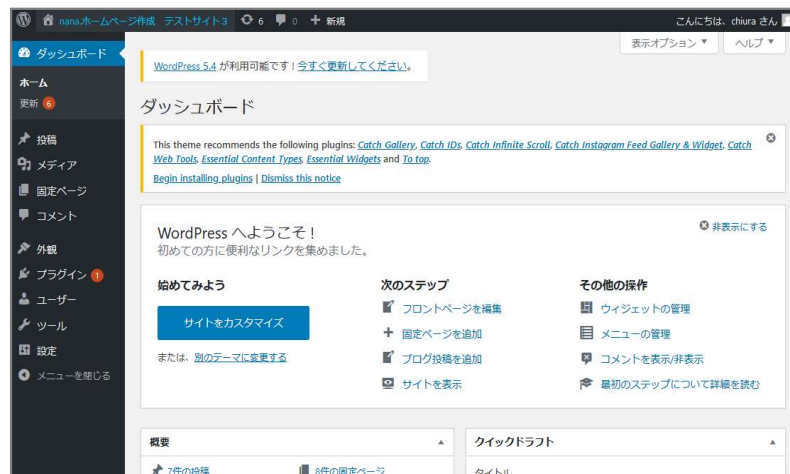 nana.ホームページ作成 テストサイト3 6 0 + 新規 こんにちは、chiura さん
ダッシュボード
ホーム
更新 6
投稿
メディア
固定ページ
コメント
外観
プラグイン 1
ユーザー
ツール
設定
メニューを閉じる
表示オプション ▼ ヘルプ ▼
WordPress 5.4 が利用可能です ! 今すぐ更新してください。
ダッシュボード
This theme recommends the following plugins: Catch Gallery, Catch IDs, Catch Infinite Scroll, Catch Instagram Feed Gallery & Widget, Catch
Web Tools, Essential Content Types, Essential Widgets and To top.
Begin installing plugins | Dismiss this notice
WordPress へようこそ !
初めての方に便利なリンクを集めました。
非表示にする
始めてみよう
サイトをカスタマイズ
または、別のテーマに変更する
次のステップ
フロントページを編集
固定ページを追加
ブログ投稿を追加
サイトを表示
その他の操作
ウィジェットの管理
メニューの管理
コメントを表示/非表示
最初のステップについて詳細を読む
概要
7件の投稿 8件の固定ページ
クイックドラフト
タイトル